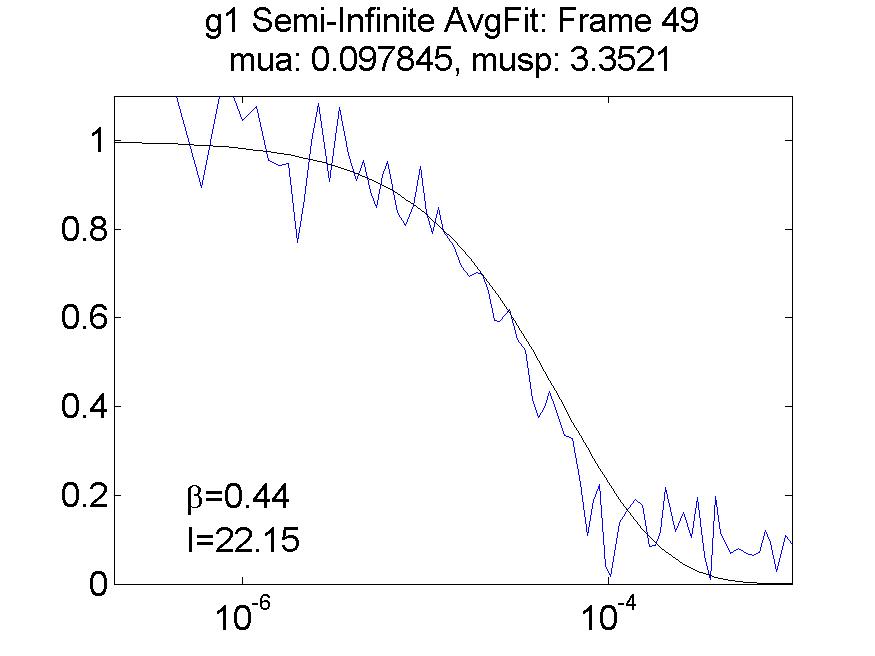 g1 Semi-Infinite AvgFit: Frame 49
mua: 0.097845, musp: 3.3521
1
0.8
0.6
0.4
0.2
0
β=0.44
I=22.15
10^-6
10^-4